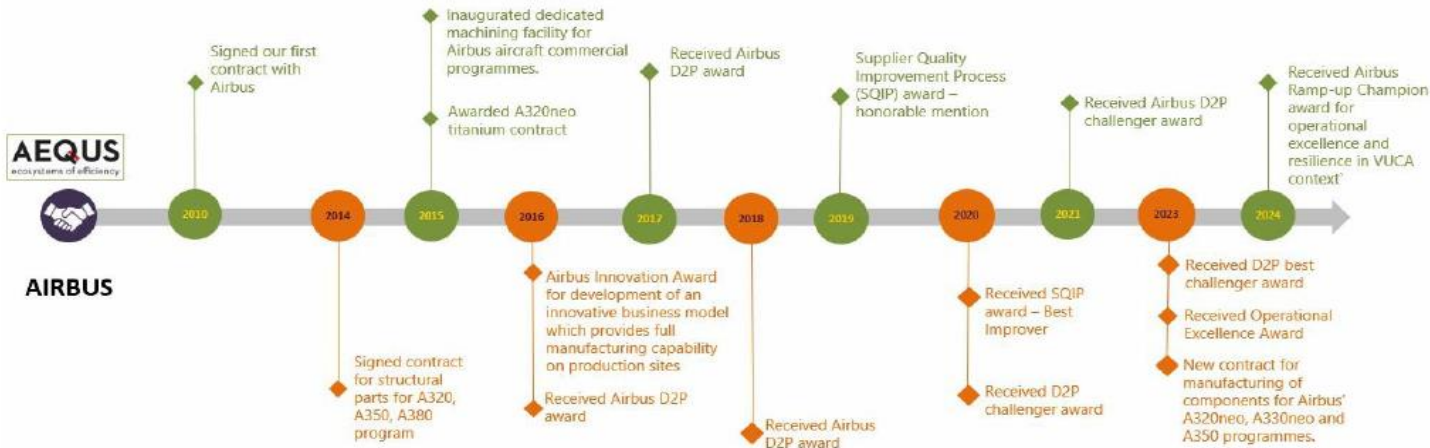 AEQUS
ecosystems of efficiency
AIRBUS
2010
Signed our first
contract with
Airbus
2014
Signed contract
for structural
parts for A320,
A350, A380
program
2015
Inaugurated dedicated
machining facility for
Airbus aircraft commercial
programmes.
Awarded A320neo
titanium contract
2016
Airbus Innovation Award
for development of an
innovative business model
which provides full
manufacturing capability
on production sites
Received Airbus D2P
award
2017
Received Airbus
D2P award
2018
Received Airbus
D2P award
2019
Supplier Quality
Improvement Process
(SQIP) award –
honorable mention
2020
Received SQIP
award – Best
Improver
Received D2P
challenger award
2021
Received Airbus D2P
challenger award
2023
Received D2P best
challenger award
Received Operational
Excellence Award
New contract for
manufacturing of
components for Airbus'
A320neo, A330neo and
A350 programmes.
2024
Received Airbus
Ramp-up Champion
award for
operational
excellence and
resilience in VUCA
context'